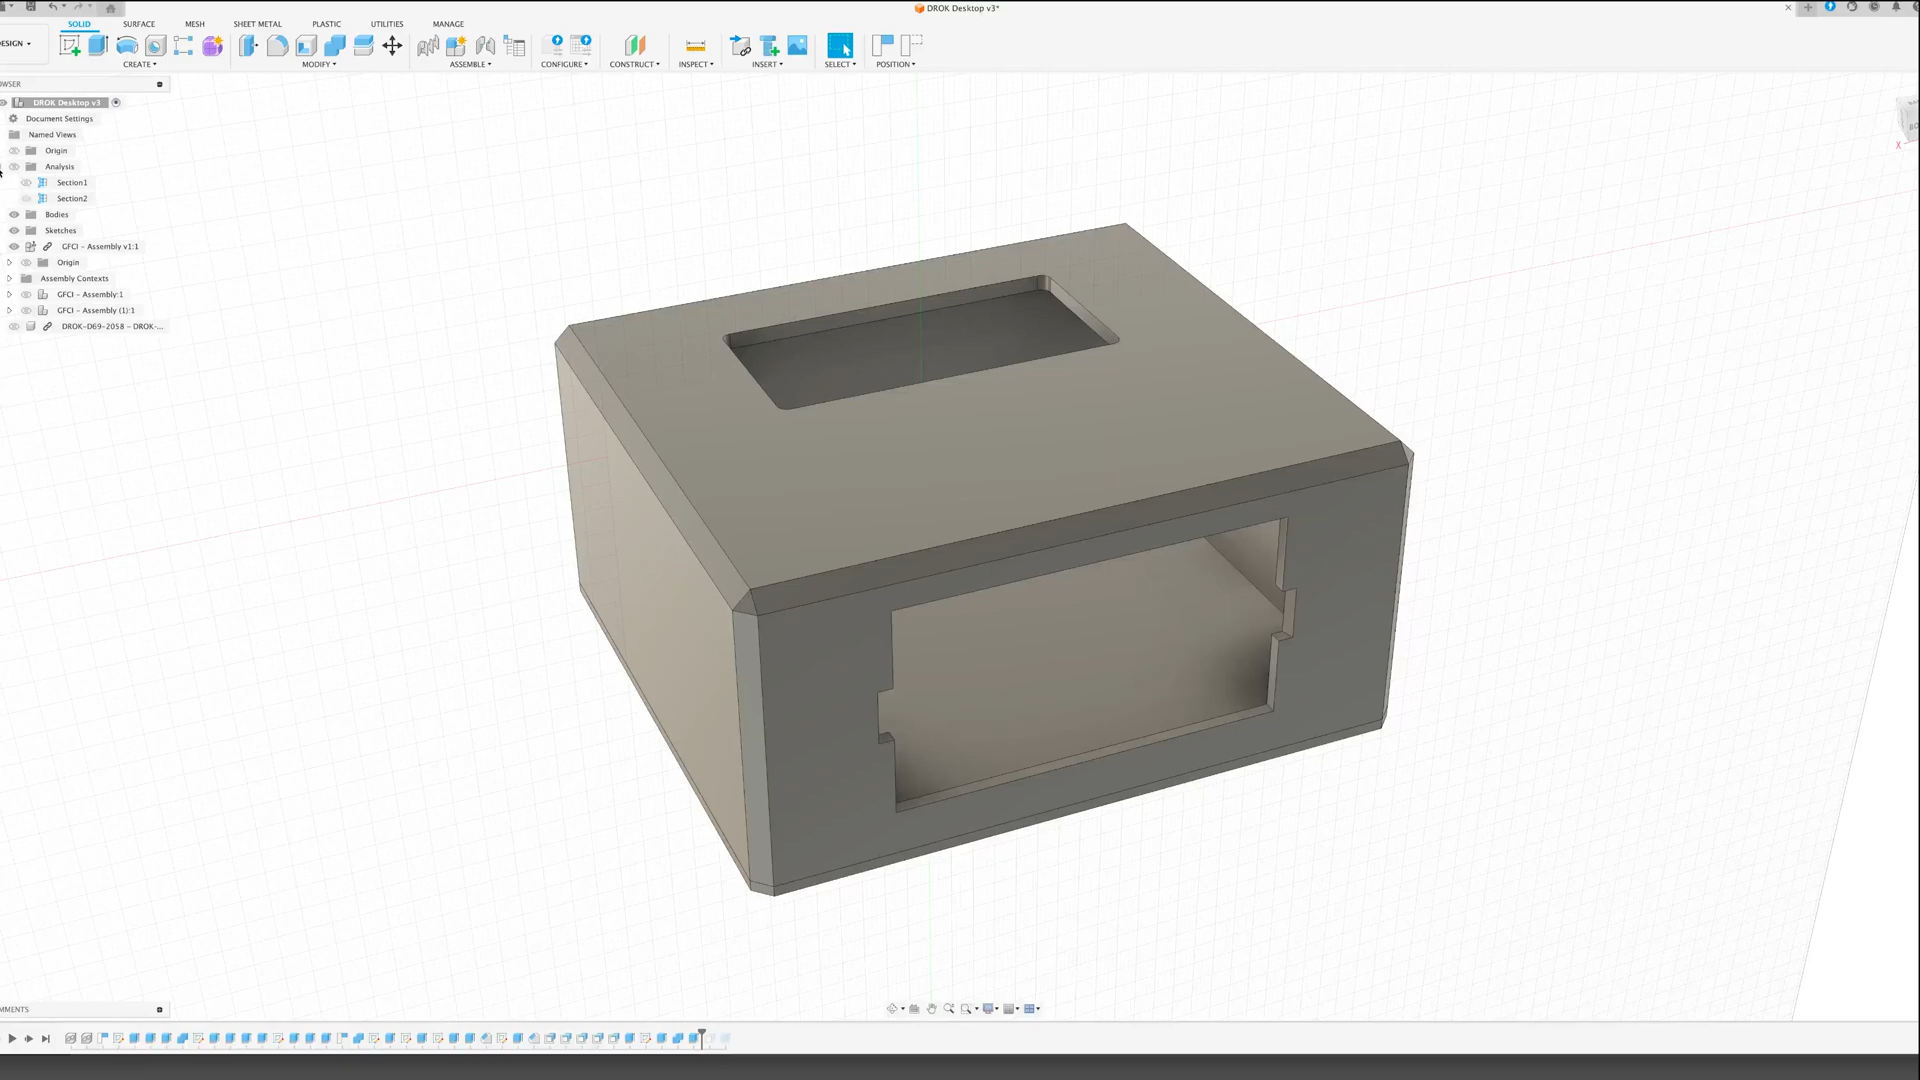 DROK Desktop v3*
SOLID
SURFACE
MESH
SHEET METAL
PLASTIC
UTILITIES
MANAGE
ESIGN
CREATE
MODIFY
ASSEMBLE
CONFIGURE
CONSTRUCT
INSPECT
INSERT
SELECT
POSITION
OWSER
DROK Desktop v3
Document Settings
Named Views
Origin
Analysis
Section1
Section2
Bodies
Sketches
GFCI – Assembly v1:1
Origin
Assembly Contexts
GFCI – Assembly:1
GFCI – Assembly (1):1
DROK-D69-2058 – DROK-...
X
MMENTS